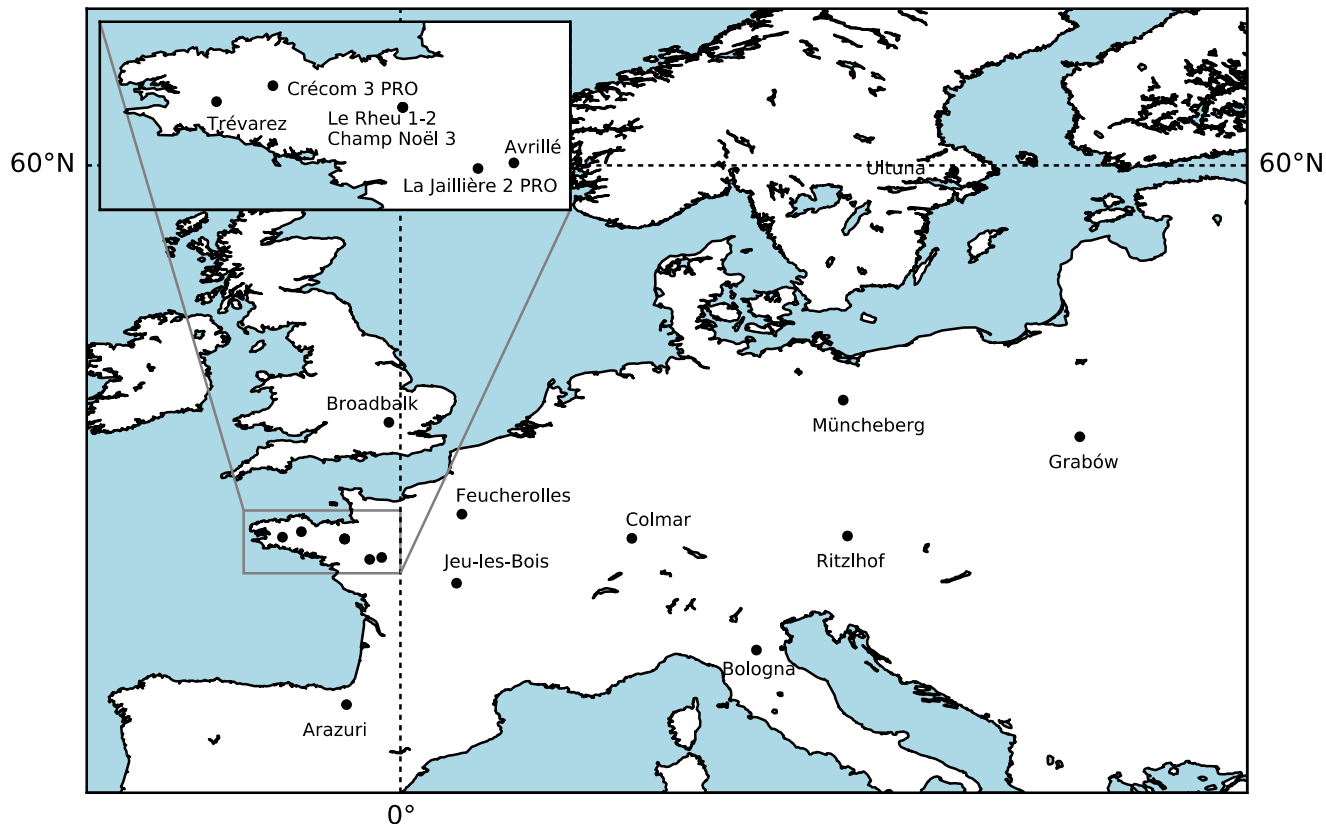 Crécom 3 PRO
Trévarez
Le Rheu 1-2
Champ Noël 3
Avrillé
La Jaillière 2 PRO
60°N
60°N
Ultuna
Broadbalk
Müncheberg
Grabów
Feucherolles
Colmar
Jeu-les-Bois
Ritzlhof
Bologna
Arazuri
0°